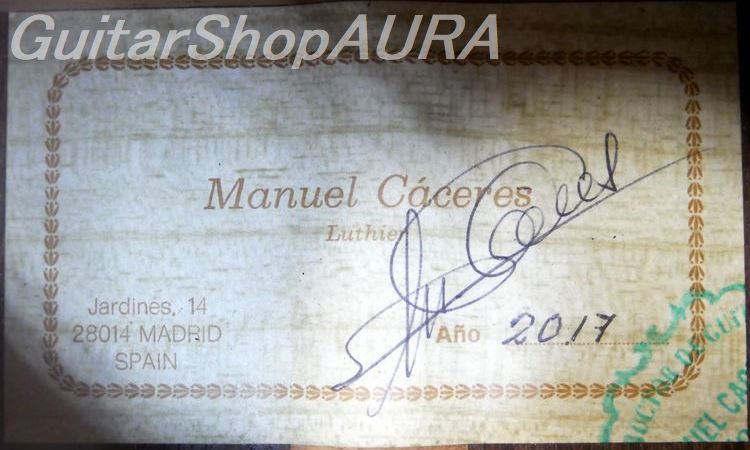 GuitarShopAURA
Manuel Cáceres
Luthier
Jardines, 14
28014 MADRID
SPAIN
Año 2017